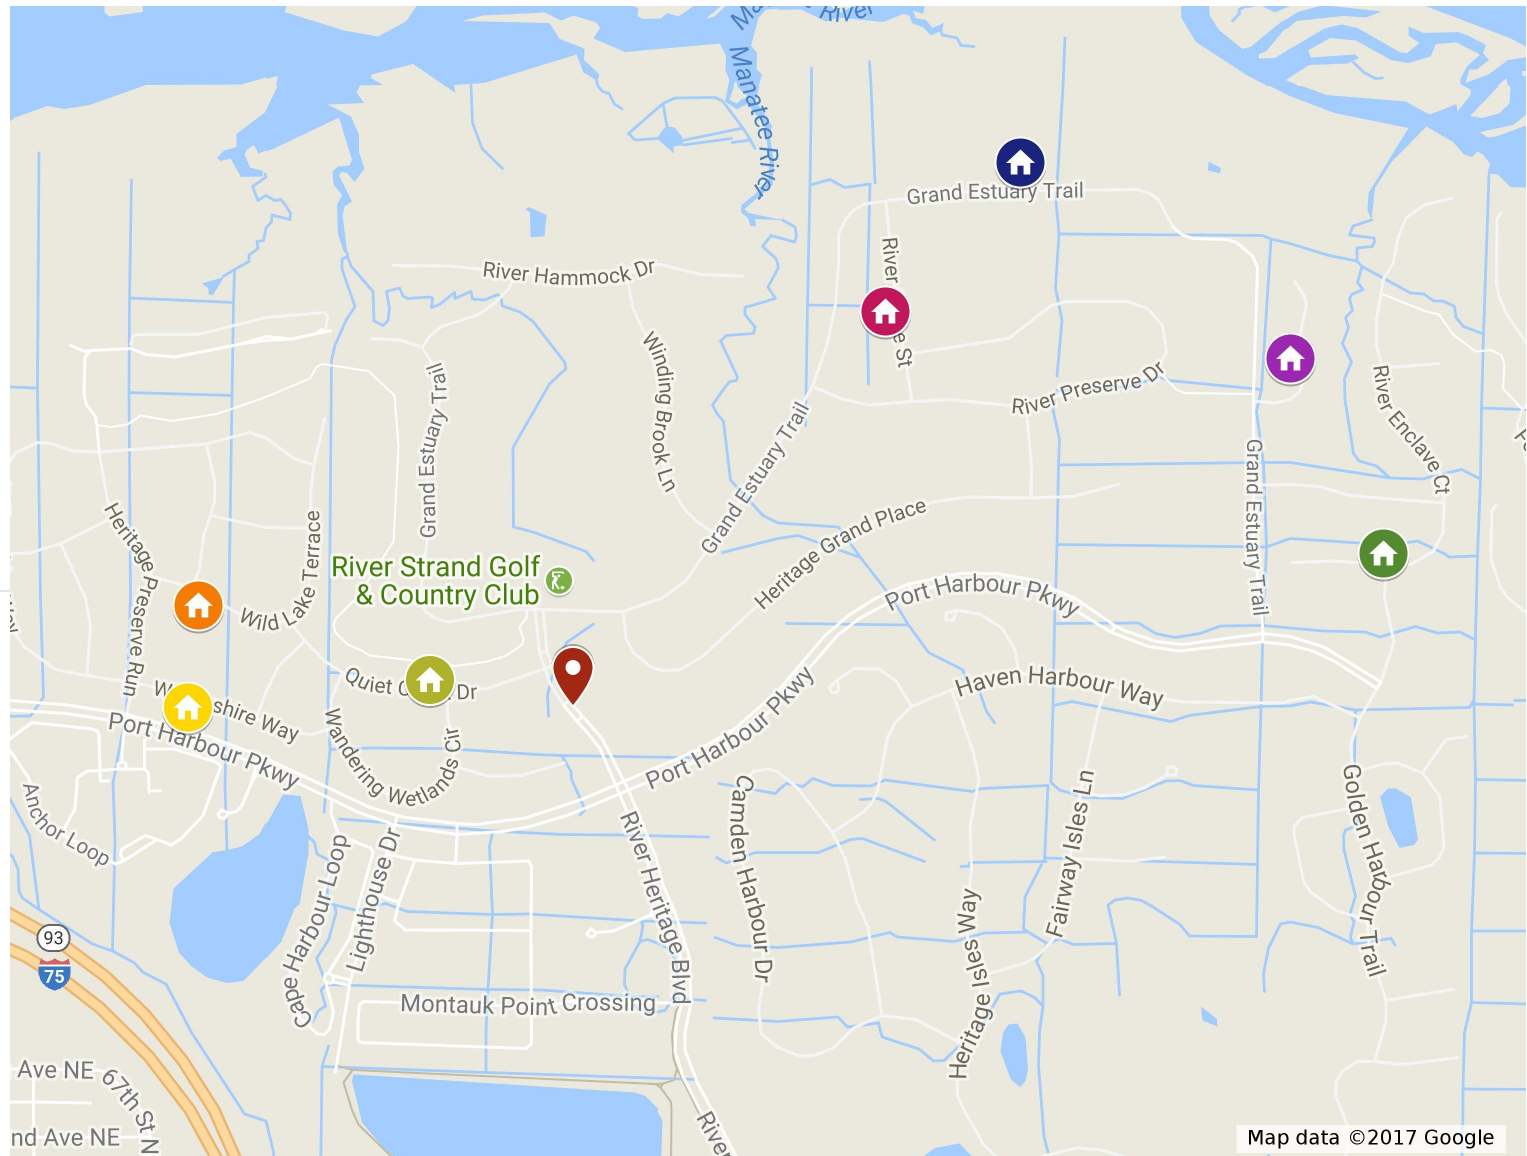 River
Manatee River
Grand Estuary Trail
River
e St
River Hammock Dr
Winding Brook Ln
Grand Estuary Trail
River Preserve Dr
River Enclave Ct
Grand Estuary Trail
Grand Estuary Trail
Heritage Preserve Run
Wild Lake Terrace
River Strand Golf
& Country Club
Heritage Grand Place
Port Harbour Pkwy
Quiet
Dr
shire Way
Port Harbour Pkwy
Wandering Wetlands Cir
Port Harbour Pkwy
Haven Harbour Way
Anchor Loop
Cape Harbour Loop
Lighthouse Dr
River Heritage Blvd
Camden Harbour Dr
Heritage Isles Way
Fairway Isles Ln
Golden Harbour Trail
93
75
Montauk Point Crossing
Ave NE
67th St N
nd Ave NE
River
Map data ©2017 Google